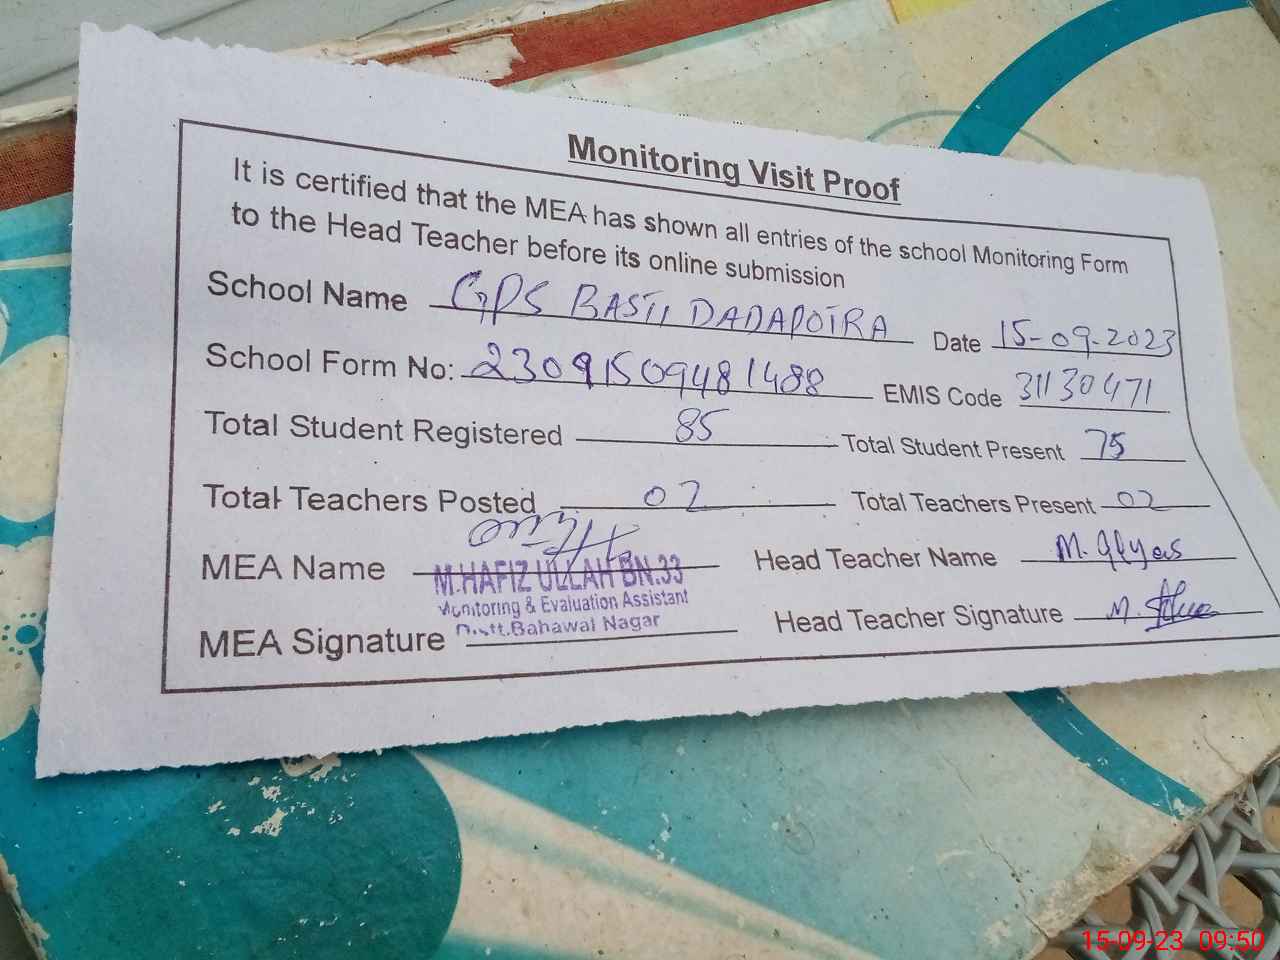 Monitoring Visit Proof
It is certified that the MEA has shown all entries of the school Monitoring Form
to the Head Teacher before its online submission
School Name GPS BASTI DADAPOTRA Date 15-09-2023
School Form No: 23091509481488 EMIS Code 31130471
Total Student Registered 85 Total Student Present 75
Total Teachers Posted 02 Total Teachers Present 02
MEA Name M.HAFIZ ULLAH BN.33 Head Teacher Name M. Ilyas
Monitoring & Evaluation Assistant
Distt.Bahawal Nagar
MEA Signature Head Teacher Signature M.
15-09-23 09:50